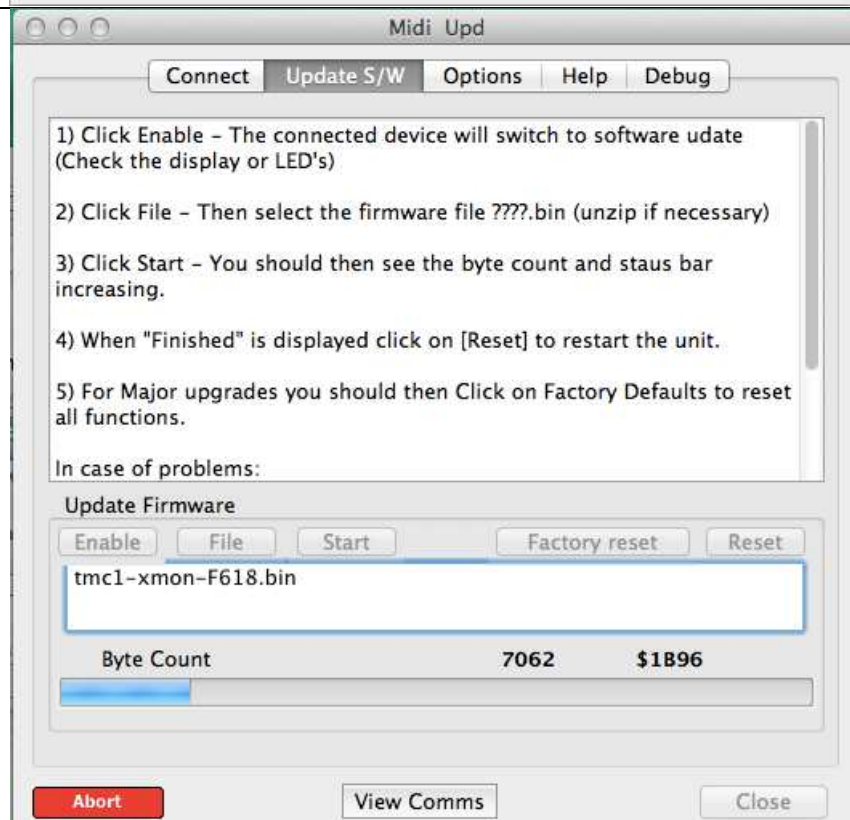 Midi Upd
Connect Update S/W Options Help Debug
1) Click Enable – The connected device will switch to software udate
(Check the display or LED's)
2) Click File – Then select the firmware file ????.bin (unzip if necessary)
3) Click Start – You should then see the byte count and staus bar
increasing.
4) When "Finished" is displayed click on [Reset] to restart the unit.
5) For Major upgrades you should then Click on Factory Defaults to reset
all functions.
In case of problems:
Update Firmware
Enable File Start Factory reset Reset
tmc1-xmon-F618.bin
Byte Count 7062 $1B96
Abort View Comms Close